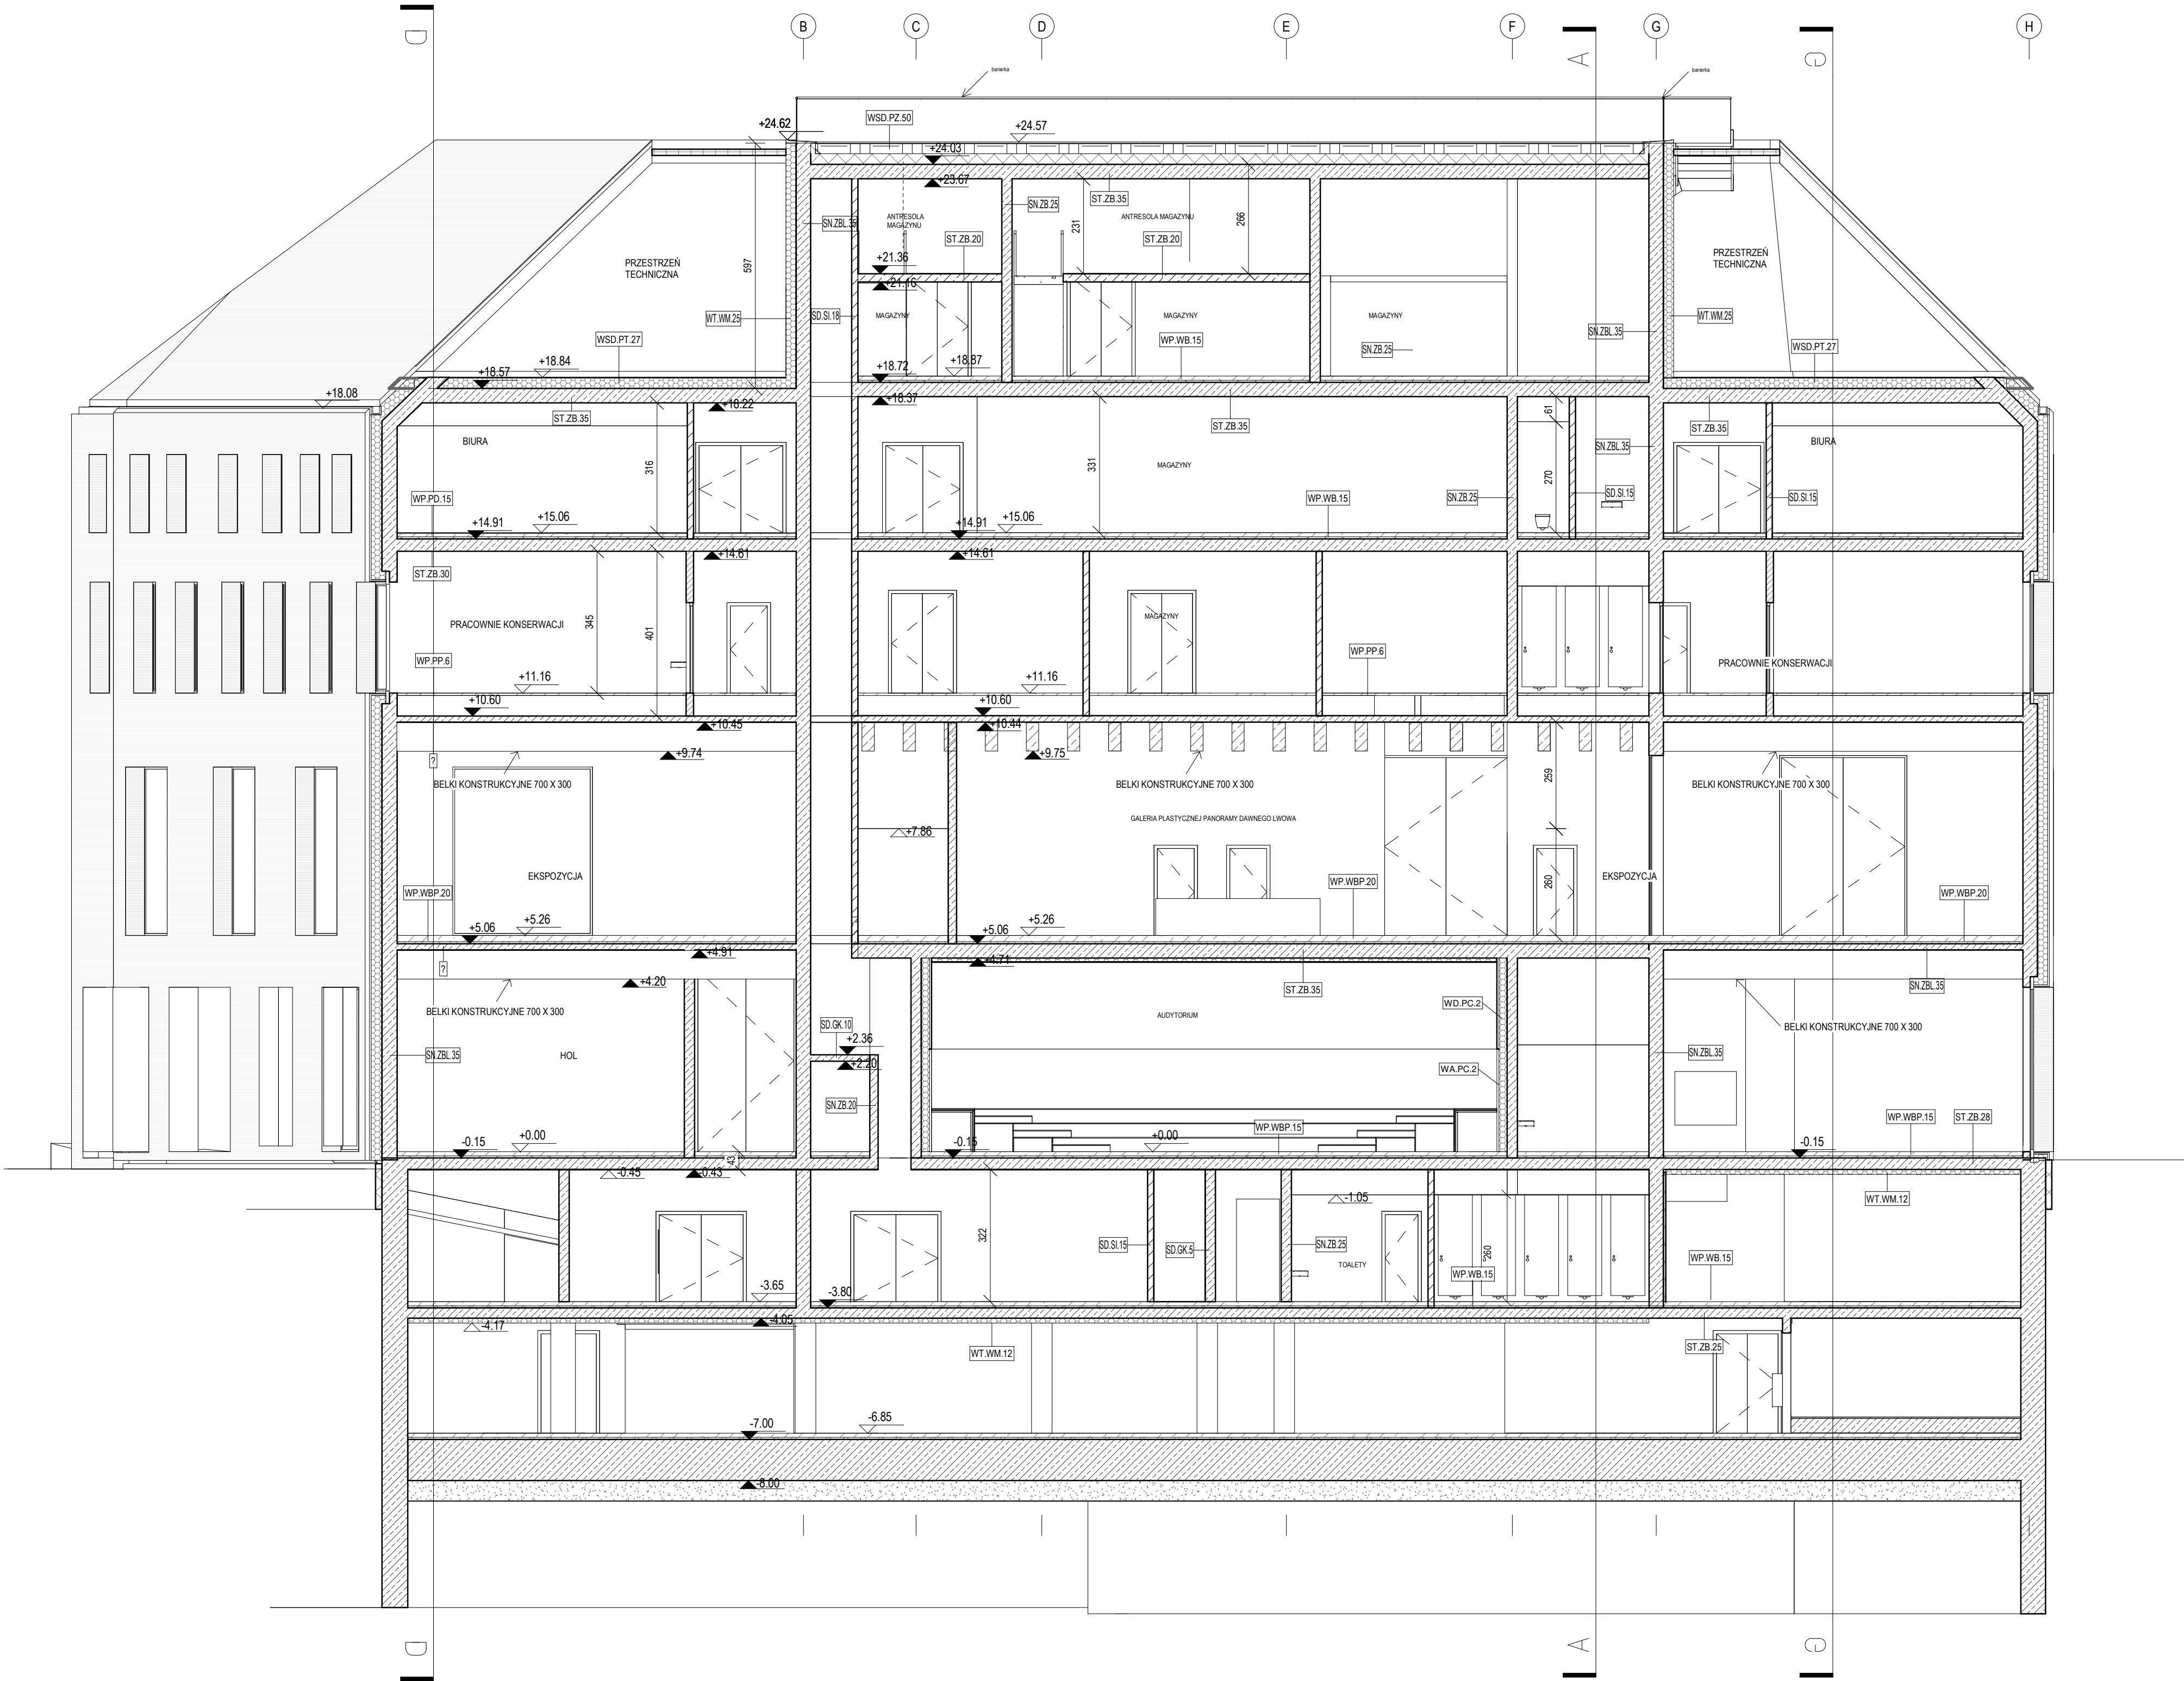 D
B
C
D
E
F
A
G
G
H
barierka
barierka
+24.62
WSD.PZ.50
+24.57
+24.03
+23.67
ST.ZB.35
SN.ZB.25
SN.ZBL.35
ANTRESOLA
MAGAZYNU
ANTRESOLA MAGAZYNU
231
266
ST.ZB.20
ST.ZB.20
PRZESTRZEŃ
TECHNICZNA
597
PRZESTRZEŃ
TECHNICZNA
+21.36
+21.16
WT.WM.25
SD.SI.18
MAGAZYNY
MAGAZYNY
MAGAZYNY
WT.WM.25
SN.ZBL.35
WSD.PT.27
WP.WB.15
SN.ZB.25
WSD.PT.27
+18.84
+18.57
+18.72
+18.87
+18.08
+18.22
+18.37
ST.ZB.35
ST.ZB.35
ST.ZB.35
61
BIURA
BIURA
SN.ZBL.35
316
331
MAGAZYNY
270
WP.PD.15
WP.WB.15
SN.ZB.25
SD.SI.15
SD.SI.15
+14.91
+15.06
+14.91
+15.06
+14.61
+14.61
ST.ZB.30
PRACOWNIE KONSERWACJI
345
401
MAGAZYNY
WP.PP.6
WP.PP.6
PRACOWNIE KONSERWACJI
+11.16
+11.16
+10.60
+10.60
+10.45
+10.44
?
+9.74
+9.75
BELKI KONSTRUKCYJNE 700 X 300
BELKI KONSTRUKCYJNE 700 X 300
259
BELKI KONSTRUKCYJNE 700 X 300
GALERIA PLASTYCZNEJ PANORAMY DAWNEGO LWOWA
+7.86
EKSPOZYCJA
260
EKSPOZYCJA
WP.WBP.20
WP.WBP.20
WP.WBP.20
+5.06
+5.26
+5.06
+5.26
?
+4.91
+4.71
+4.20
ST.ZB.35
SN.ZBL.35
WD.PC.2
BELKI KONSTRUKCYJNE 700 X 300
AUDYTORIUM
BELKI KONSTRUKCYJNE 700 X 300
SD.GK.10
+2.36
+2.20
SN.ZBL.35
HOL
SN.ZBL.35
WA.PC.2
SN.ZB.20
WP.WBP.15
WP.WBP.15
ST.ZB.28
-0.15
+0.00
43
-0.15
+0.00
-0.15
-0.45
-0.43
-1.05
WT.WM.12
322
SD.SI.15
SD.GK.5
SN.ZB.25
TOALETY
260
WP.WB.15
WP.WB.15
-3.65
-3.80
-4.17
-4.05
WT.WM.12
ST.ZB.25
-7.00
-6.85
-8.00
D
A
G